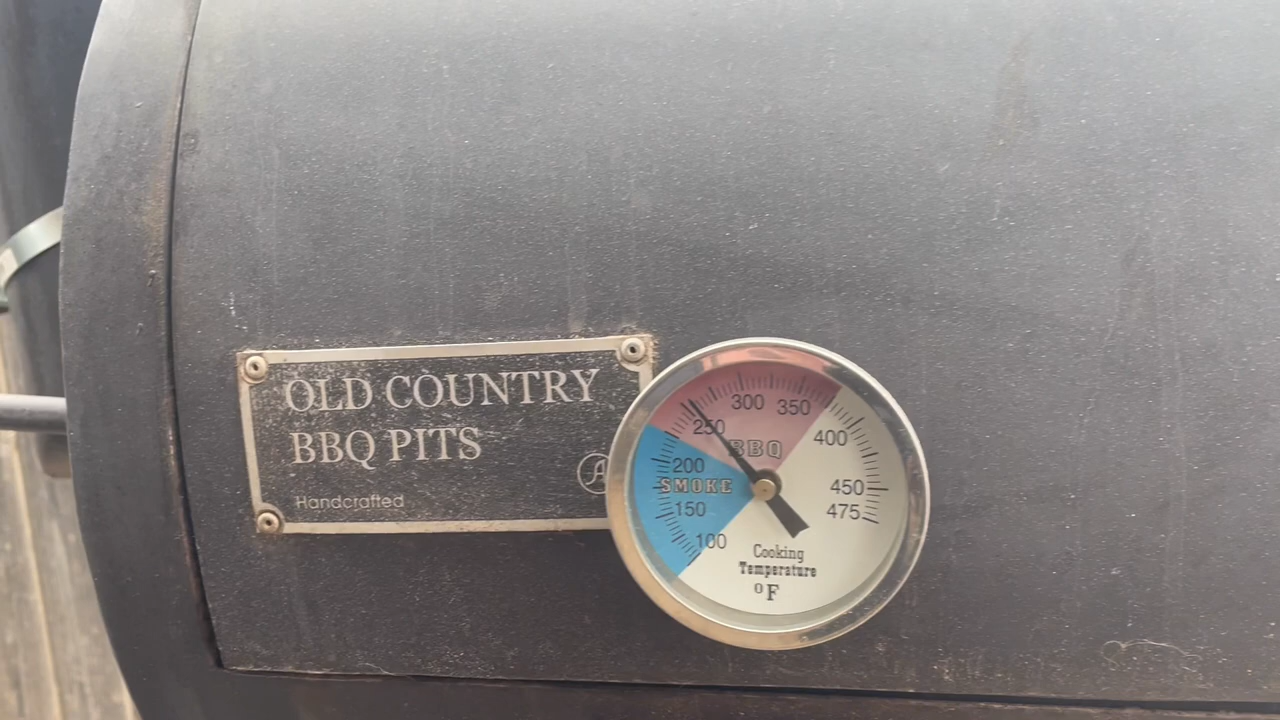 OLD COUNTRY
BBQ PITS
Handcrafted
A
300
350
250
400
BBQ
200
SMOKE
450
150
475
100
Cooking
Temperature
°F